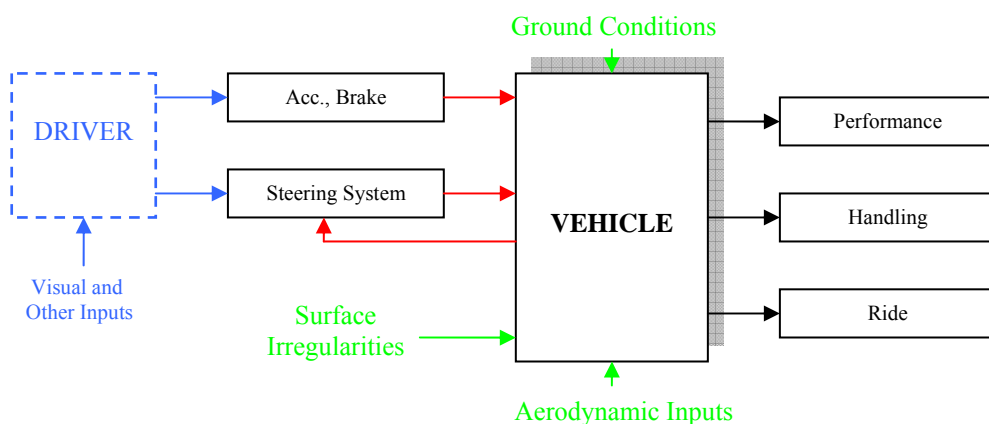 Ground Conditions
DRIVER
Acc., Brake
Performance
Steering System
VEHICLE
Handling
Visual and
Other Inputs
Surface
Irregularities
Ride
Aerodynamic Inputs